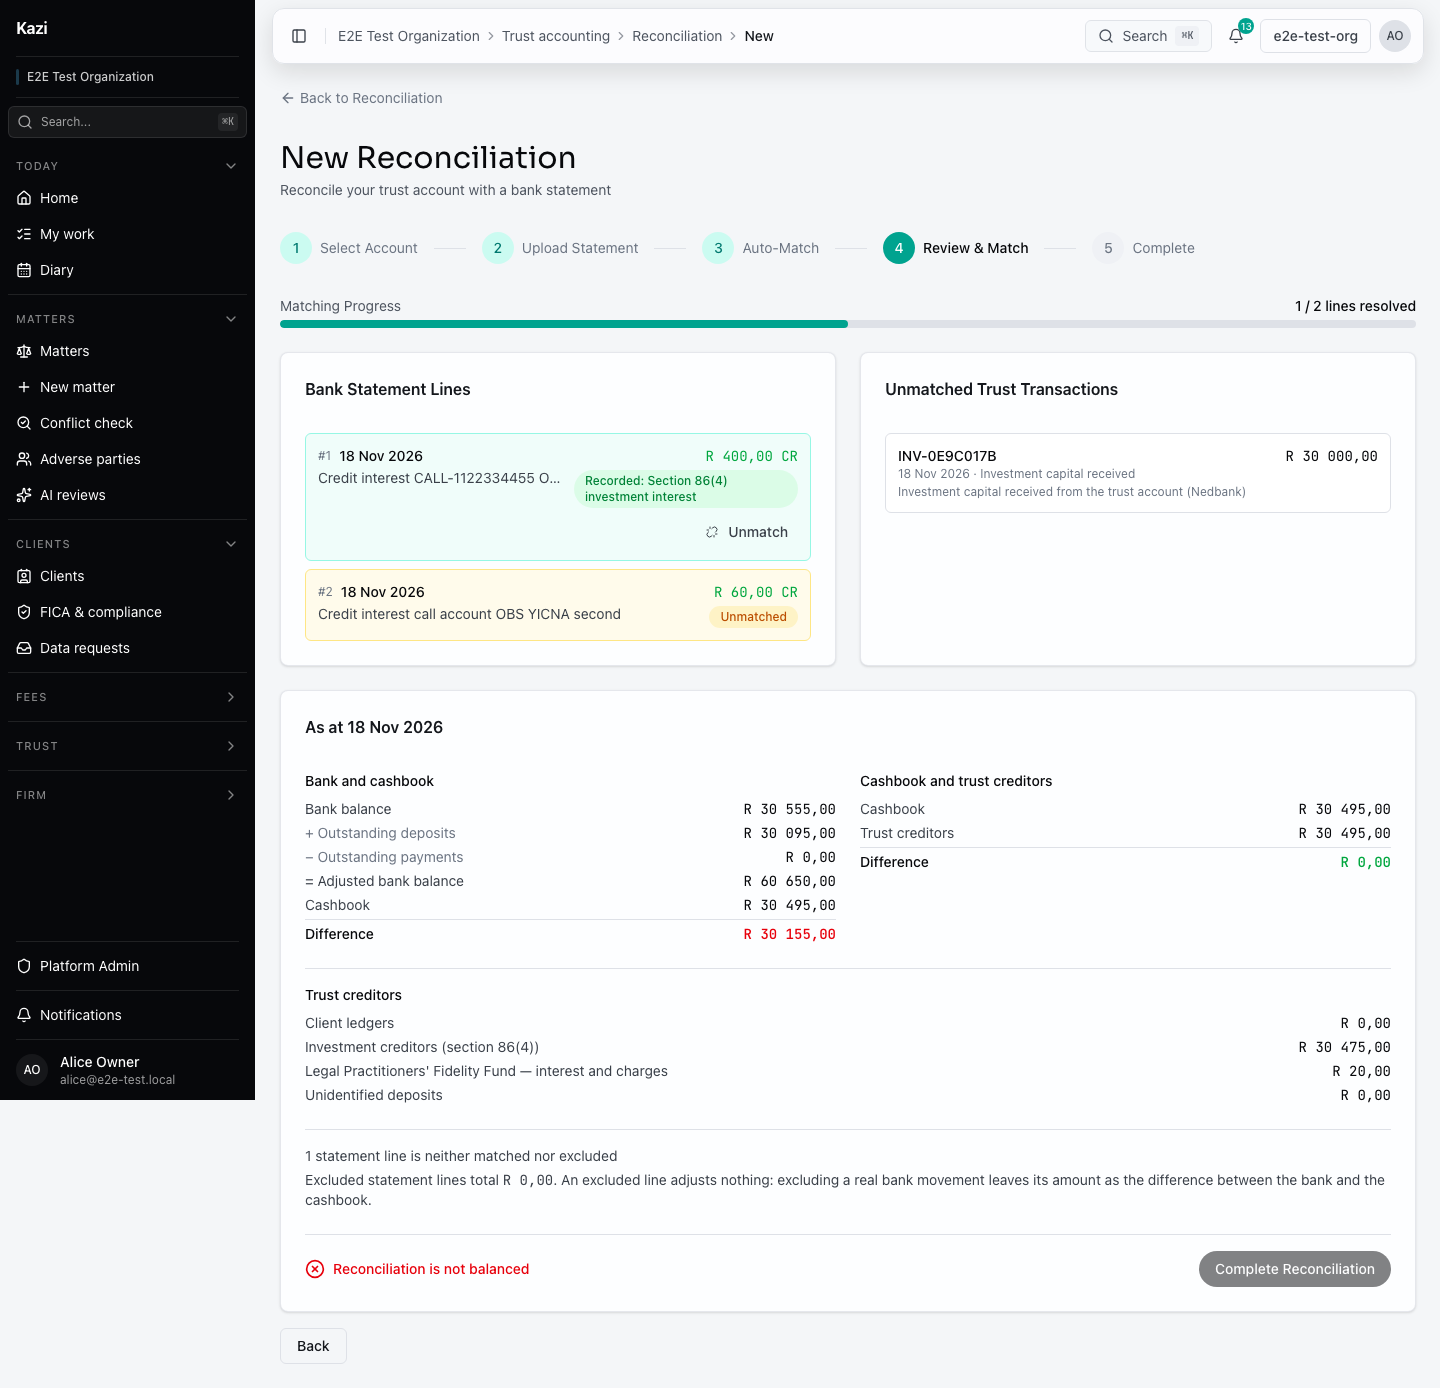 Kazi
E2E Test Organization
Search... ⌘K
TODAY
Home
My work
Diary
MATTERS
Matters
New matter
Conflict check
Adverse parties
AI reviews
CLIENTS
Clients
FICA & compliance
Data requests
FEES
TRUST
FIRM
Platform Admin
Notifications
AO Alice Owner
alice@e2e-test.local
E2E Test Organization > Trust accounting > Reconciliation > New
Search ⌘K
13
e2e-test-org
AO
← Back to Reconciliation
New Reconciliation
Reconcile your trust account with a bank statement
1 Select Account
2 Upload Statement
3 Auto-Match
4 Review & Match
5 Complete
Matching Progress 1 / 2 lines resolved
Bank Statement Lines
#1 18 Nov 2026 R 400,00 CR
Credit interest CALL-1122334455 O...
Recorded: Section 86(4)
investment interest
Unmatch
#2 18 Nov 2026 R 60,00 CR
Credit interest call account OBS YICNA second
Unmatched
Unmatched Trust Transactions
INV-0E9C017B R 30 000,00
18 Nov 2026 · Investment capital received
Investment capital received from the trust account (Nedbank)
As at 18 Nov 2026
Bank and cashbook
Bank balance R 30 555,00
+ Outstanding deposits R 30 095,00
− Outstanding payments R 0,00
= Adjusted bank balance R 60 650,00
Cashbook R 30 495,00
Difference R 30 155,00
Cashbook and trust creditors
Cashbook R 30 495,00
Trust creditors R 30 495,00
Difference R 0,00
Trust creditors
Client ledgers R 0,00
Investment creditors (section 86(4)) R 30 475,00
Legal Practitioners' Fidelity Fund — interest and charges R 20,00
Unidentified deposits R 0,00
1 statement line is neither matched nor excluded
Excluded statement lines total R 0,00. An excluded line adjusts nothing: excluding a real bank movement leaves its amount as the difference between the bank and the
cashbook.
Reconciliation is not balanced
Complete Reconciliation
Back